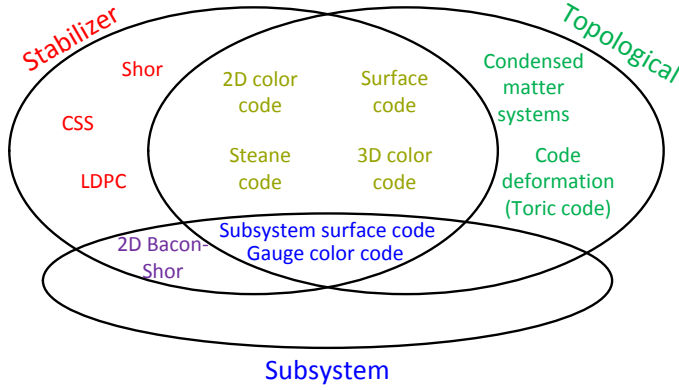 Stabilizer
Topological
Shor
CSS
LDPC
2D color
code
Surface
code
Steane
code
3D color
code
Condensed
matter
systems
Code
deformation
(Toric code)
2D Bacon-
Shor
Subsystem surface code
Gauge color code
Subsystem